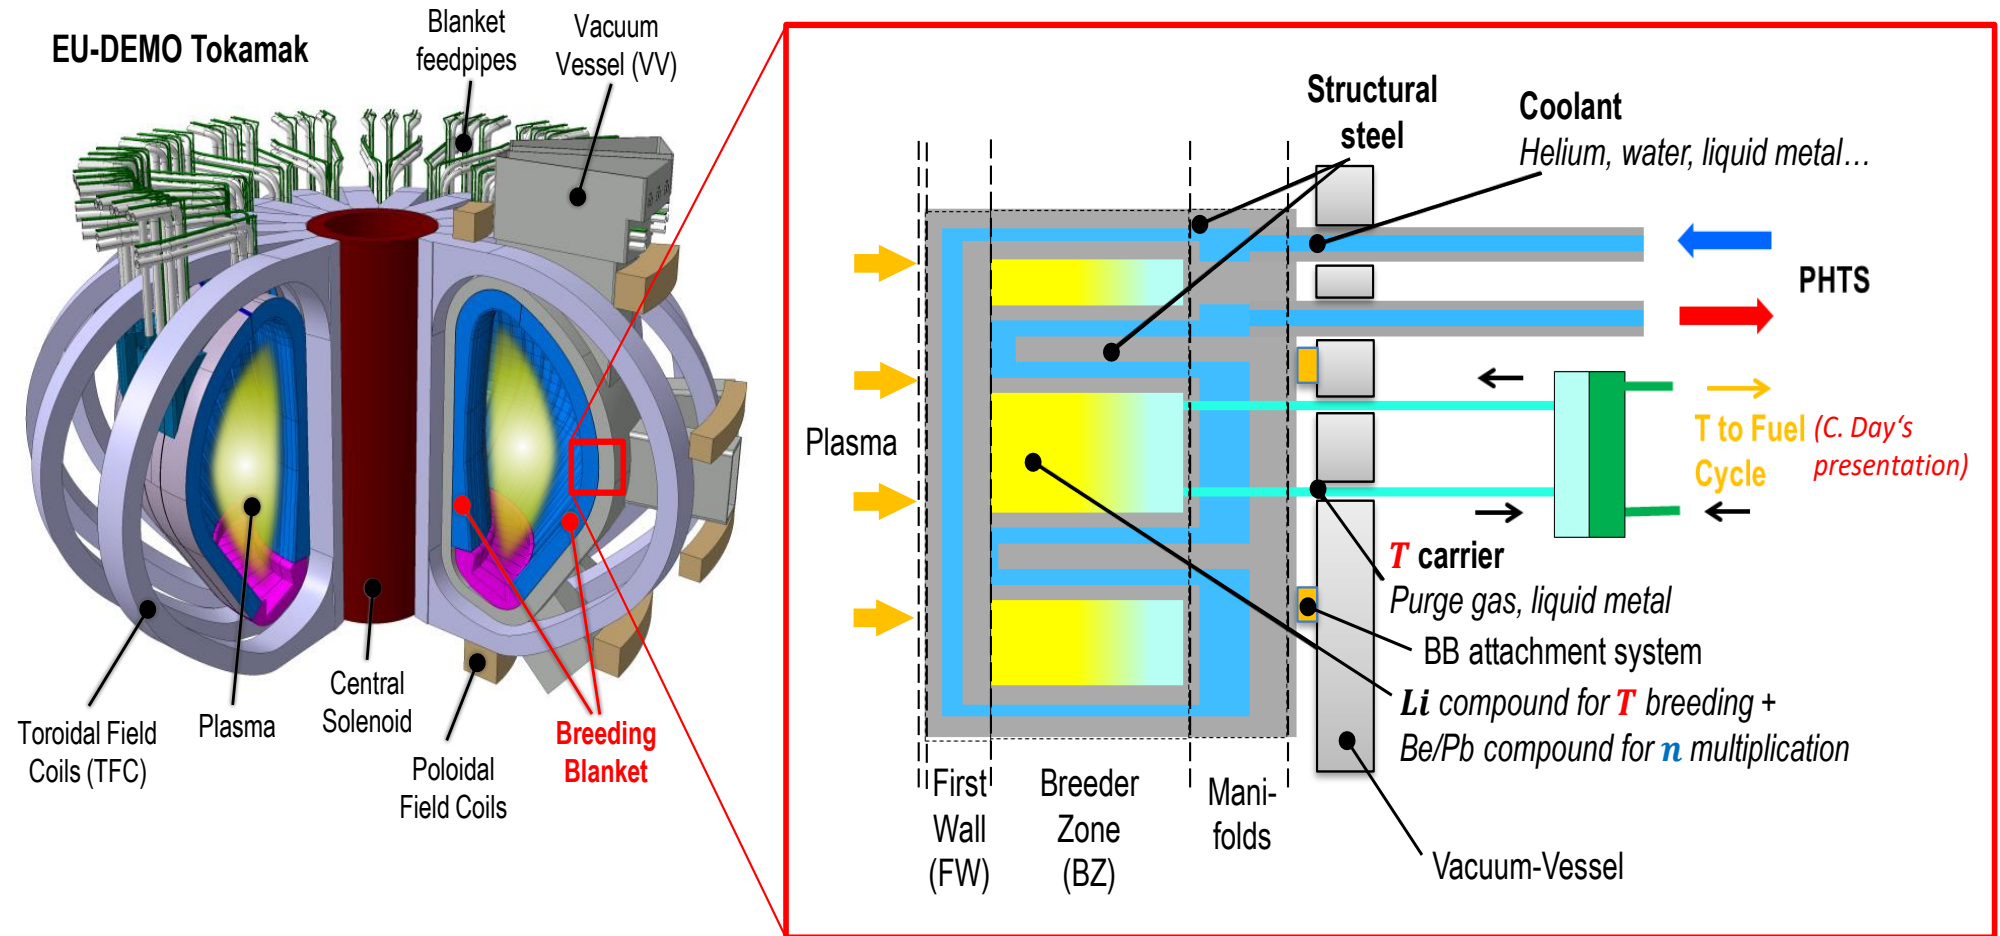 EU-DEMO Tokamak
Blanket
feedpipes
Vacuum
Vessel (VV)
Toroidal Field
Coils (TFC)
Plasma
Central
Solenoid
Poloidal
Field Coils
Breeding
Blanket
Structural
steel
Coolant
Helium, water, liquid metal…
PHTS
Plasma
T to Fuel
Cycle
(C. Day‘s
presentation)
T carrier
Purge gas, liquid metal
BB attachment system
Li compound for T breeding +
Be/Pb compound for n multiplication
Vacuum-Vessel
First
Wall
(FW)
Breeder
Zone
(BZ)
Mani-
folds